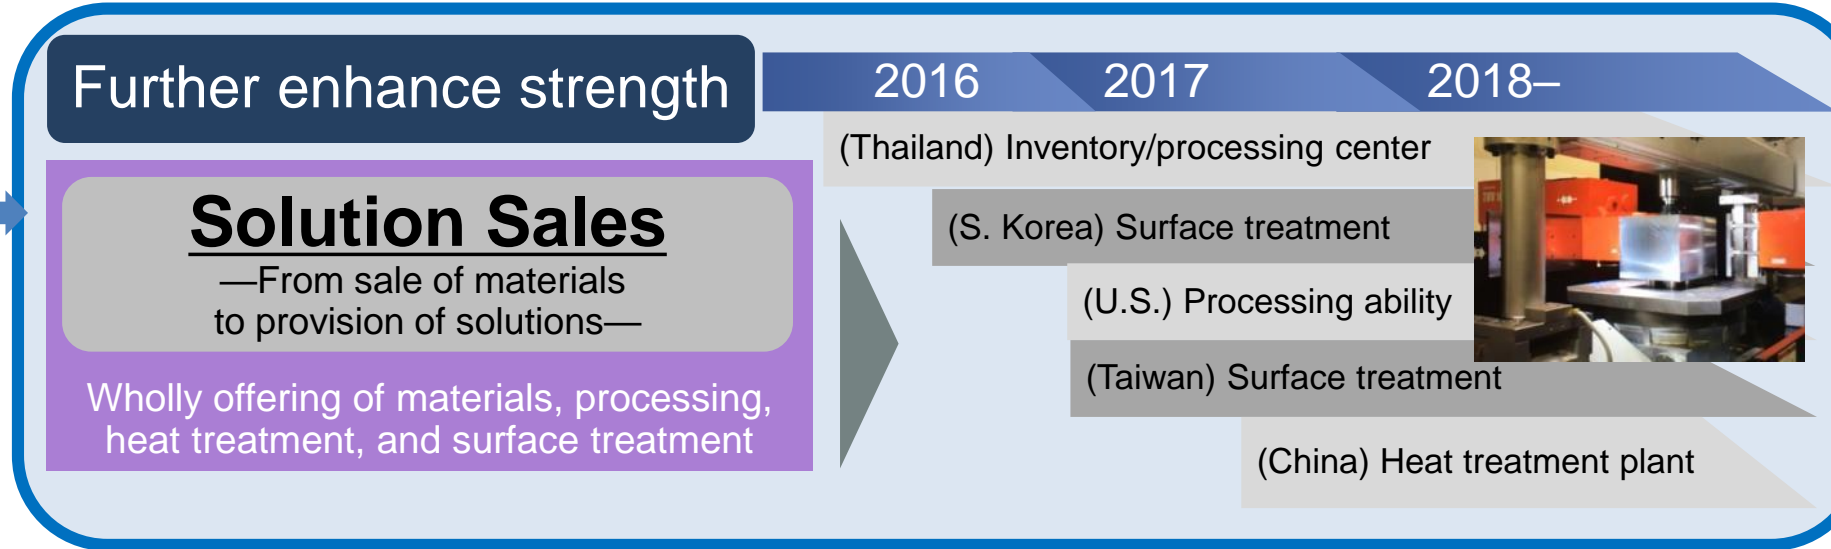 Further enhance strength
2016
2017
2018–
Solution Sales
—From sale of materials
to provision of solutions—
Wholly offering of materials, processing,
heat treatment, and surface treatment
(Thailand) Inventory/processing center
(S. Korea) Surface treatment
(U.S.) Processing ability
(Taiwan) Surface treatment
(China) Heat treatment plant